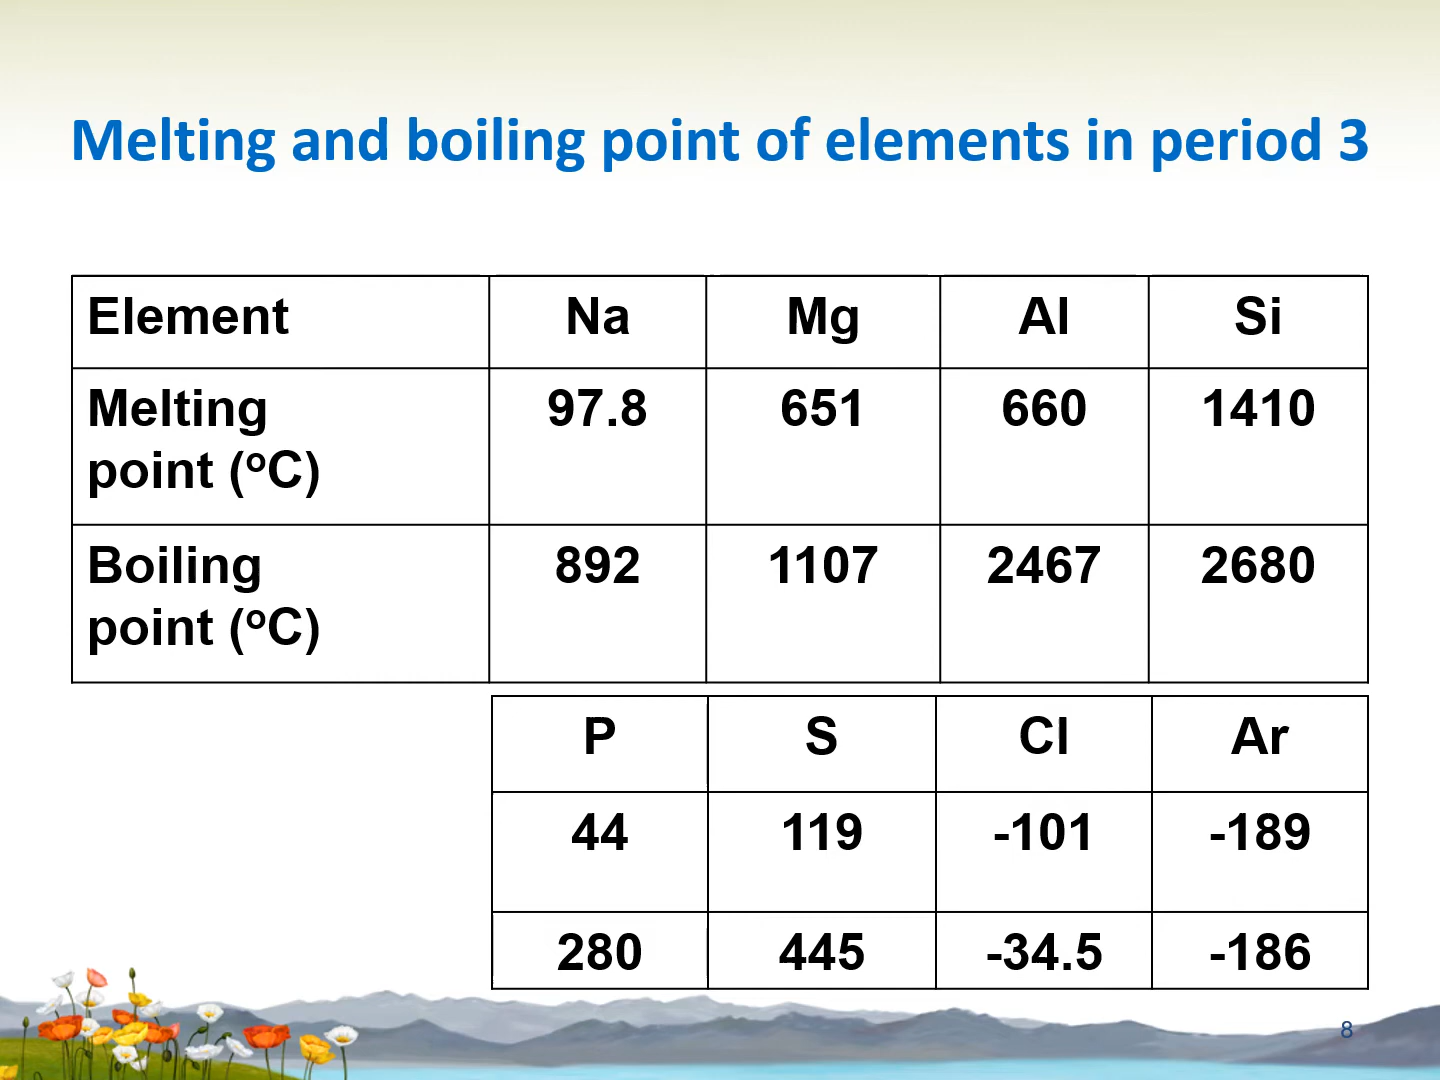 Melting and boiling point of elements in period 3
Element Na Mg Al Si
Melting 97.8 651 660 1410
point (ºC)
Boiling 892 1107 2467 2680
point (ºC)
P S Cl Ar
44 119 -101 -189
280 445 -34.5 -186
8